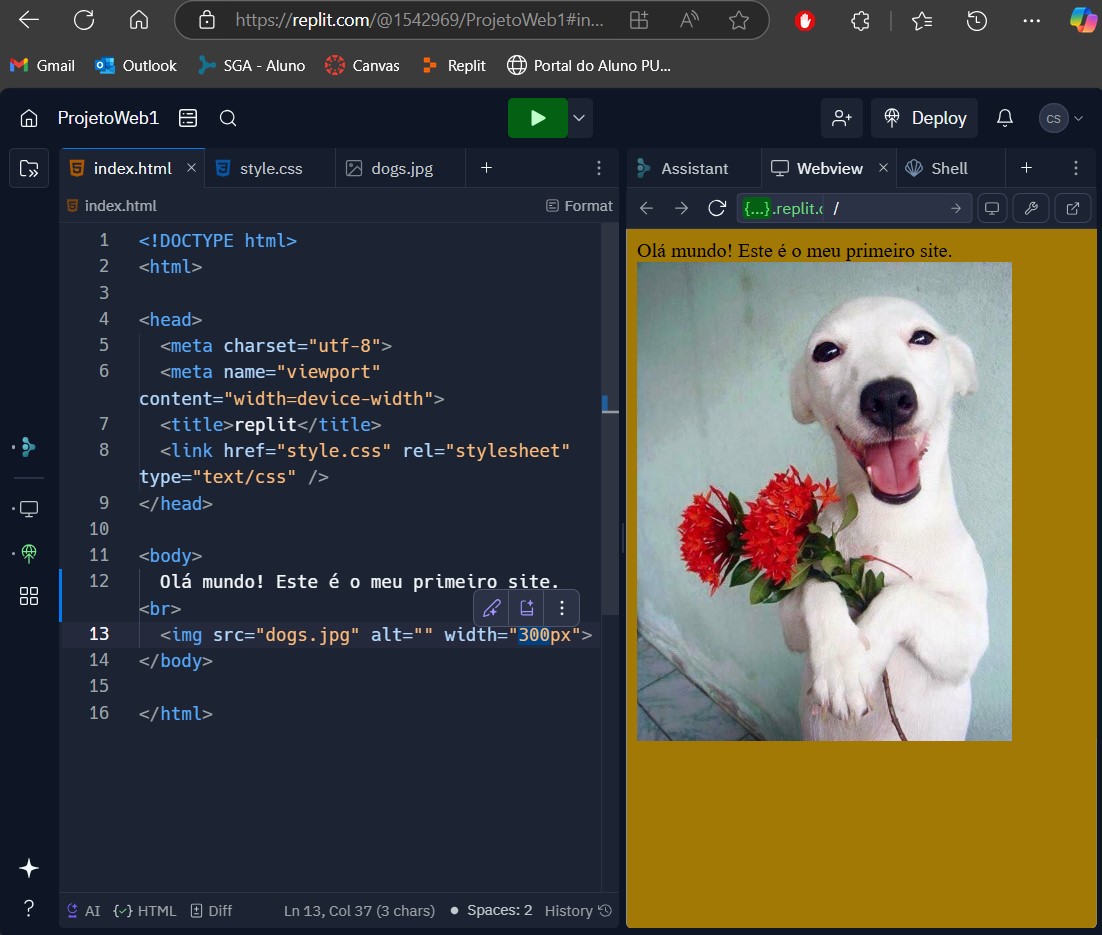 https://replit.com/@1542969/ProjetoWeb1#in...
Gmail
Outlook
SGA - Aluno
Canvas
Replit
Portal do Aluno PU...
ProjetoWeb1
Deploy
CS
index.html
style.css
dogs.jpg
Assistant
Webview
Shell
index.html
Format
{...}.replit.c /
1 <!DOCTYPE html>
2 <html>
3
4 <head>
5 <meta charset="utf-8">
6 <meta name="viewport"
content="width=device-width">
7 <title>replit</title>
8 <link href="style.css" rel="stylesheet"
type="text/css" />
9 </head>
10
11 <body>
12 Olá mundo! Este é o meu primeiro site.
<br>
13 <img src="dogs.jpg" alt="" width="300px">
14 </body>
15
16 </html>
Olá mundo! Este é o meu primeiro site.
AI
HTML
Diff
Ln 13, Col 37 (3 chars)
Spaces: 2
History